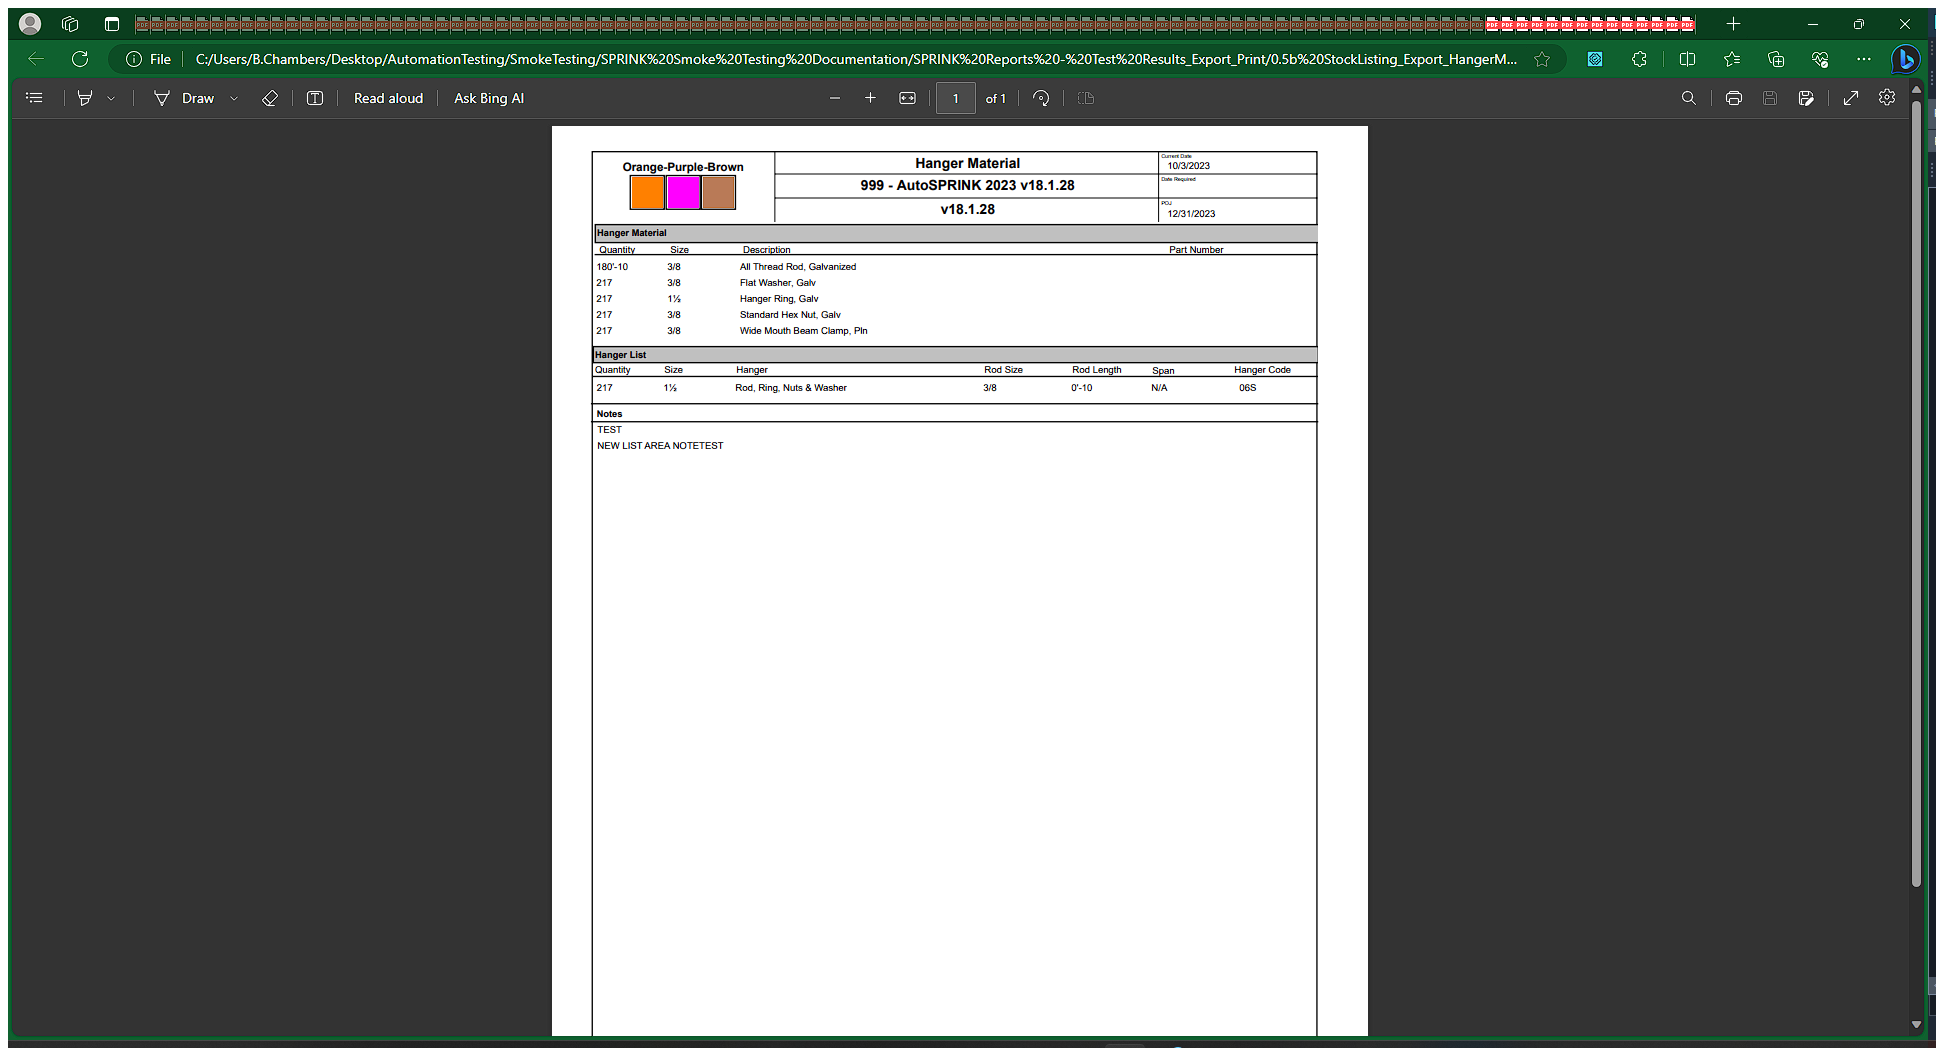 File C:/Users/B.Chambers/Desktop/AutomationTesting/SmokeTesting/SPRINK%20Smoke%20Testing%20Documentation/SPRINK%20Reports%20-%20Test%20Results_Export_Print/0.5b%20StockListing_Export_HangerM...
Draw Read aloud Ask Bing AI 1 of 1
Orange-Purple-Brown
Hanger Material
999 - AutoSPRINK 2023 v18.1.28
v18.1.28
Current Date
10/3/2023
Date Required
POJ
12/31/2023
Hanger Material
Quantity Size Description Part Number
180'-10 3/8 All Thread Rod, Galvanized
217 3/8 Flat Washer, Galv
217 1½ Hanger Ring, Galv
217 3/8 Standard Hex Nut, Galv
217 3/8 Wide Mouth Beam Clamp, Pln
Hanger List
Quantity Size Hanger Rod Size Rod Length Span Hanger Code
217 1½ Rod, Ring, Nuts & Washer 3/8 0'-10 N/A 06S
Notes
TEST
NEW LIST AREA NOTETEST